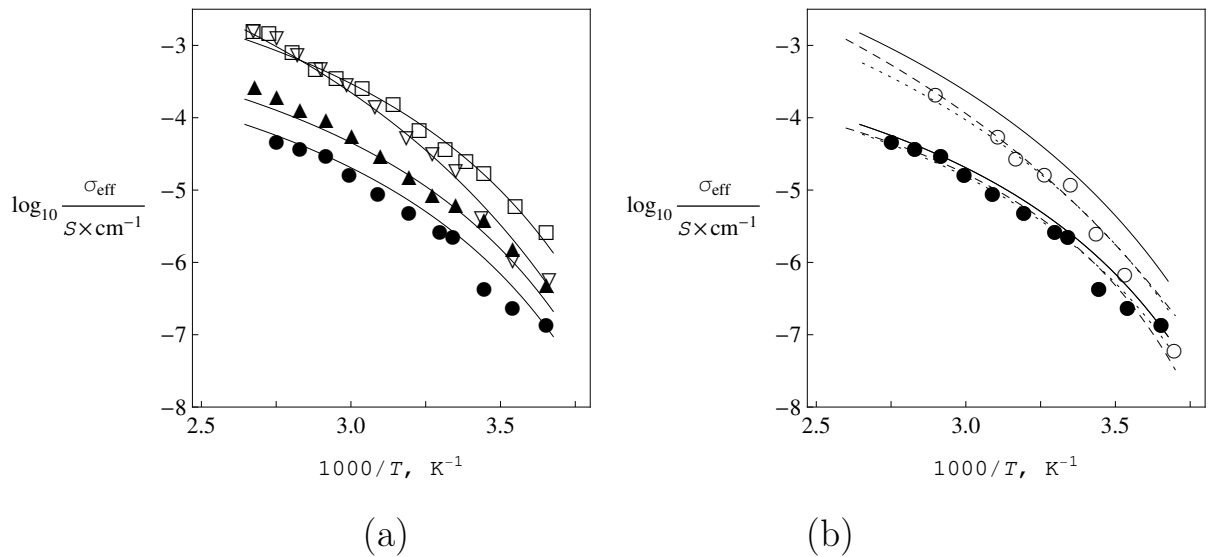 −3
−4
−5
−6
−7
−8
log₁₀ σeff / S×cm⁻¹
2.5 3.0 3.5
1000/T, K⁻¹
(a)
−3
−4
−5
−6
−7
−8
log₁₀ σeff / S×cm⁻¹
2.5 3.0 3.5
1000/T, K⁻¹
(b)